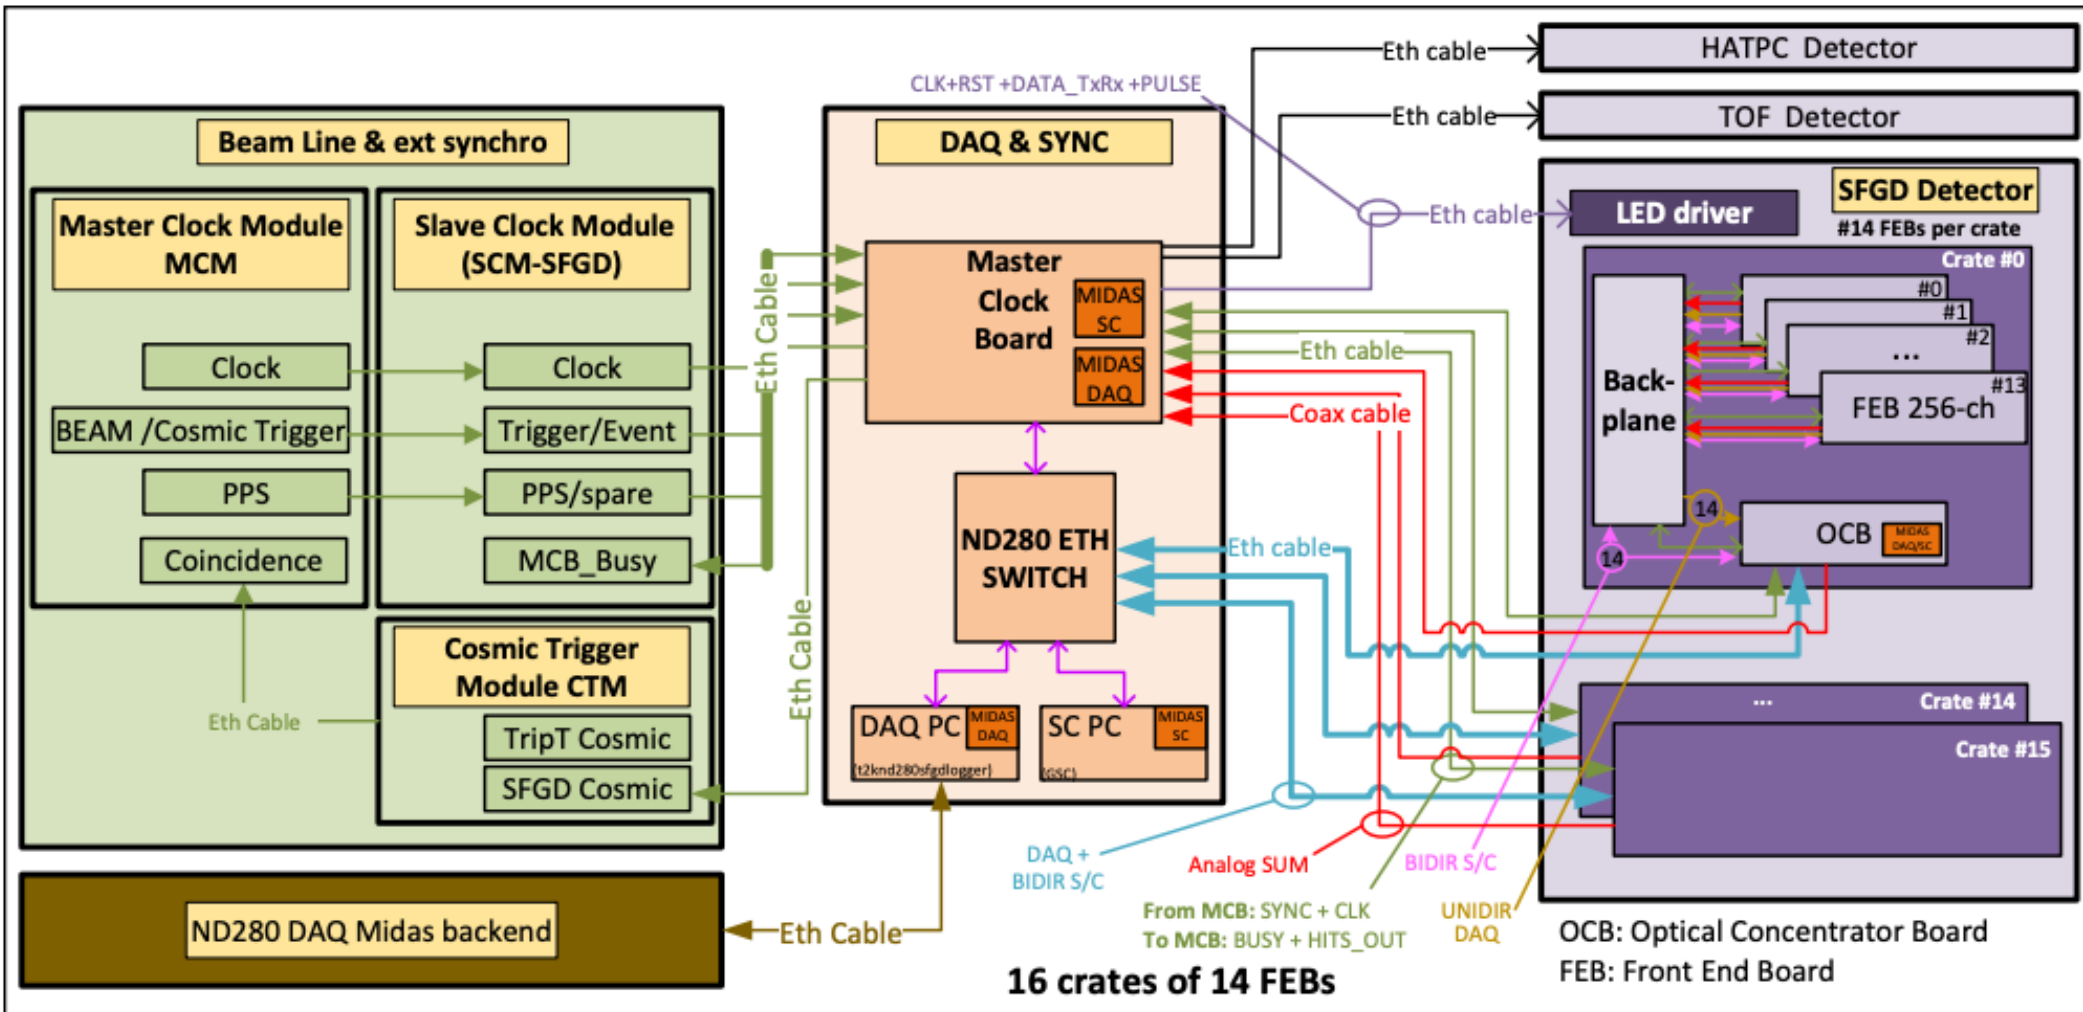 HATPC Detector
Eth cable
TOF Detector
Eth cable
CLK+RST +DATA_TxRx +PULSE
Beam Line & ext synchro
Master Clock Module
MCM
Clock
BEAM /Cosmic Trigger
PPS
Coincidence
Slave Clock Module
(SCM-SFGD)
Clock
Trigger/Event
PPS/spare
MCB_Busy
Cosmic Trigger
Module CTM
TripT Cosmic
SFGD Cosmic
Eth Cable
Eth Cable
Eth Cable
DAQ & SYNC
Master
Clock
Board
MIDAS
SC
MIDAS
DAQ
ND280 ETH
SWITCH
DAQ PC
MIDAS
DAQ
(t2knd280sfgdlogger)
SC PC
MIDAS
SC
(GSC)
Eth cable
Eth cable
Coax cable
Eth cable
SFGD Detector
#14 FEBs per crate
LED driver
Crate #0
Back-
plane
#0
#1
#2
...
#13
FEB 256-ch
14
14
OCB
MIDAS
DAQ/SC
...
Crate #14
Crate #15
DAQ +
BIDIR S/C
Analog SUM
BIDIR S/C
From MCB: SYNC + CLK
To MCB: BUSY + HITS_OUT
UNIDIR
DAQ
ND280 DAQ Midas backend
Eth Cable
16 crates of 14 FEBs
OCB: Optical Concentrator Board
FEB: Front End Board